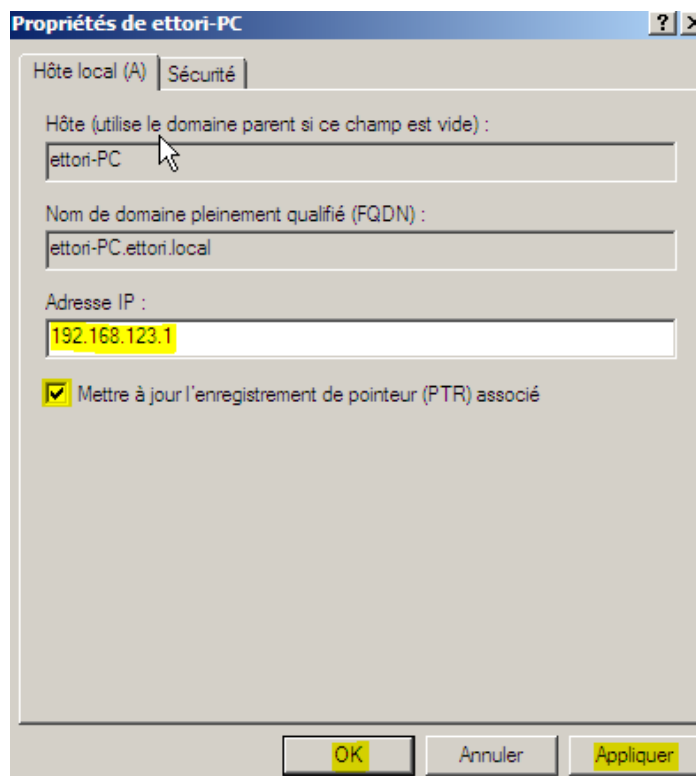 Propriétés de ettori-PC
Hôte local (A) Sécurité
Hôte (utilise le domaine parent si ce champ est vide) :
ettori-PC
Nom de domaine pleinement qualifié (FQDN) :
ettori-PC.ettori.local
Adresse IP :
192.168.123.1
Mettre à jour l'enregistrement de pointeur (PTR) associé
OK Annuler Appliquer